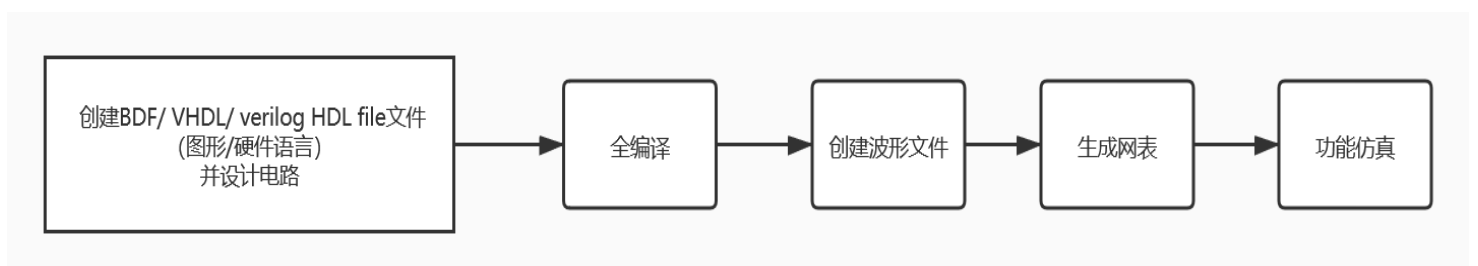 创建BDF/ VHDL/ verilog HDL file文件
(图形/硬件语言)
并设计电路
全编译
创建波形文件
生成网表
功能仿真